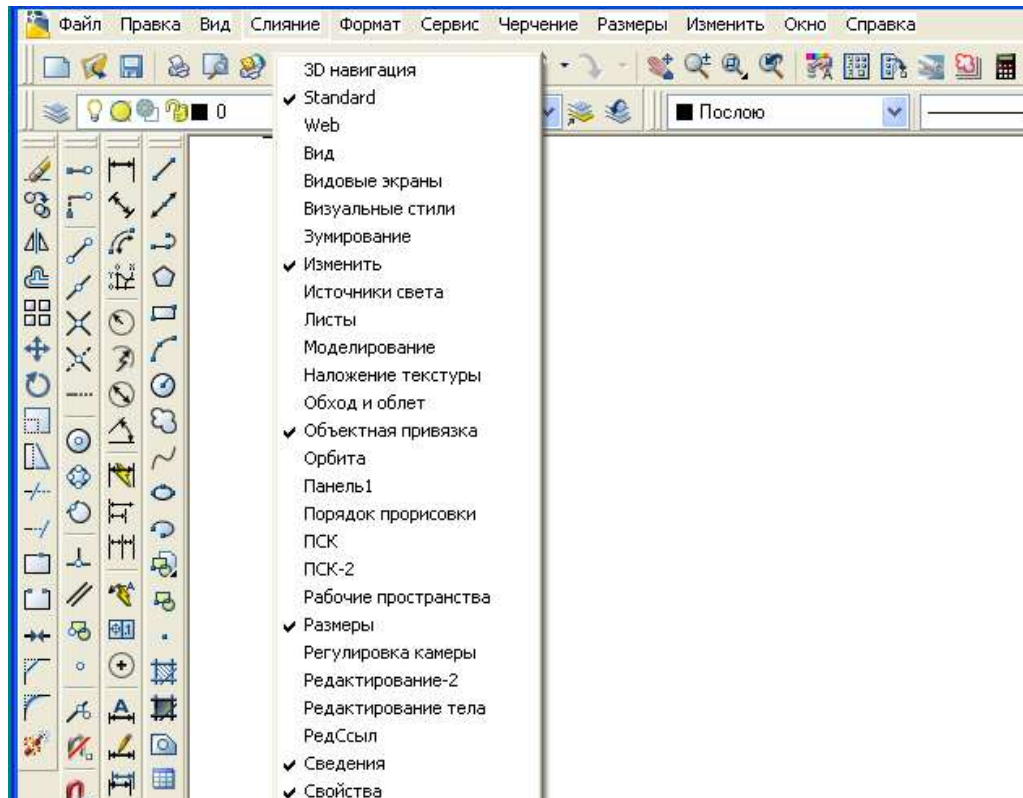 Файл Правка Вид Слияние Формат Сервис Черчение Размеры Изменить Окно Справка
0
Послою
3D навигация
Standard
Web
Вид
Видовые экраны
Визуальные стили
Зумирование
Изменить
Источники света
Листы
Моделирование
Наложение текстуры
Обход и облет
Объектная привязка
Орбита
Панель1
Порядок прорисовки
ПСК
ПСК-2
Рабочие пространства
Размеры
Регулировка камеры
Редактирование-2
Редактирование тела
РедСсыл
Сведения
Свойства